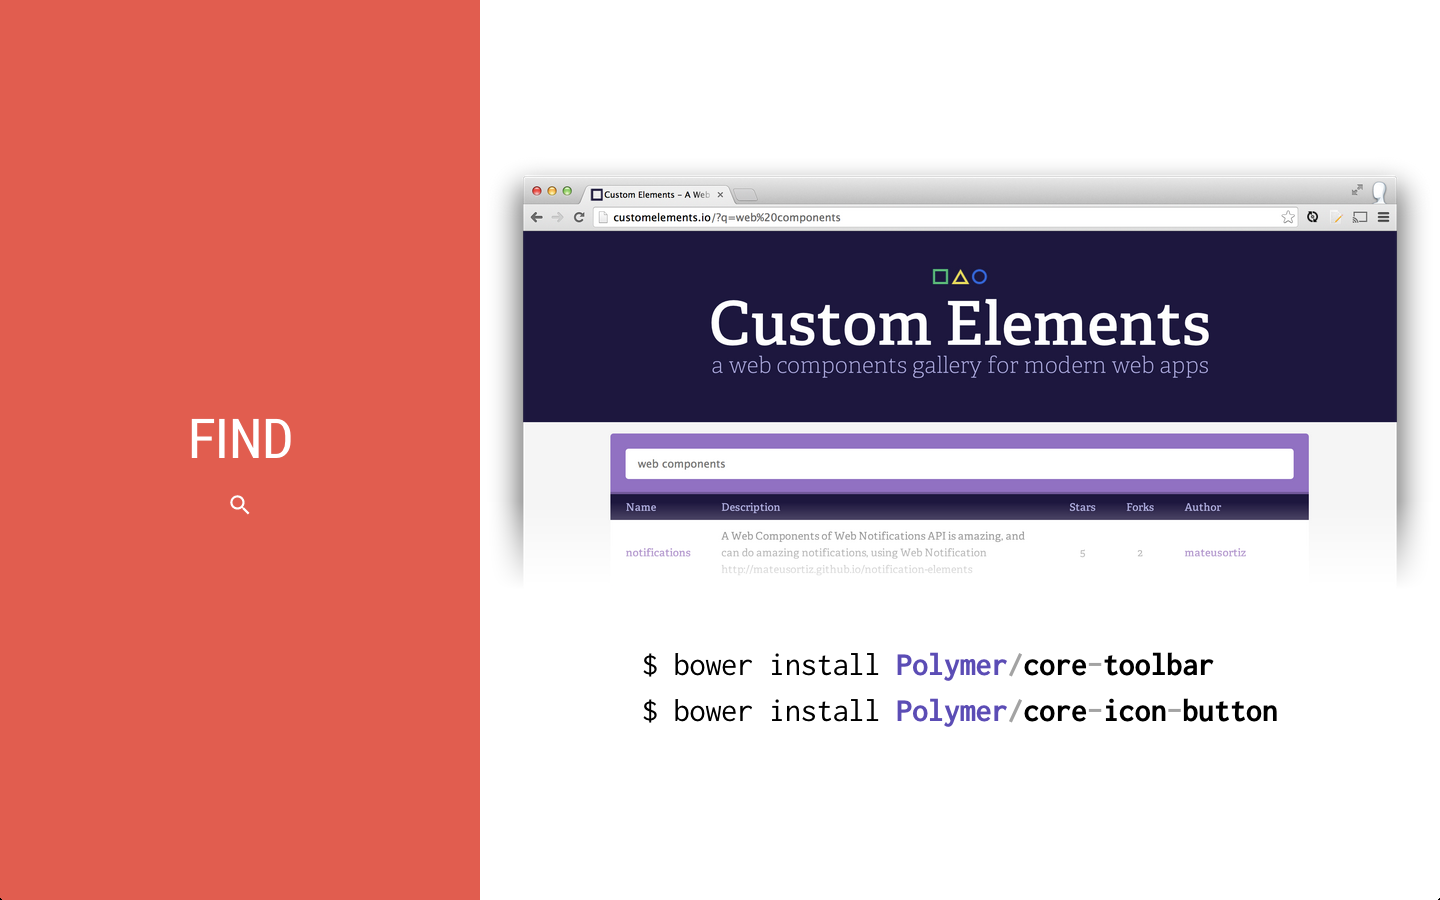 FIND
Custom Elements – A Web
customelements.io/?q=web%20components
Custom Elements
a web components gallery for modern web apps
web components
Name Description Stars Forks Author
A Web Components of Web Notifications API is amazing, and
notifications can do amazing notifications, using Web Notification 5 2 mateusortiz
http://mateusortiz.github.io/notification-elements
$ bower install Polymer/core-toolbar
$ bower install Polymer/core-icon-button